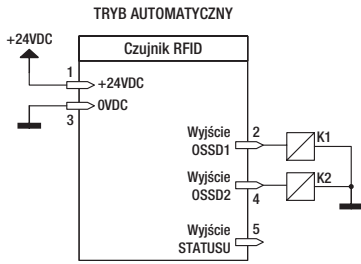 TRYB AUTOMATYCZNY
+24VDC
Czujnik RFID
1
+24VDC
0VDC
3
Wyjście
OSSD1
2
K1
Wyjście
OSSD2
K2
4
Wyjście
STATUSU
5